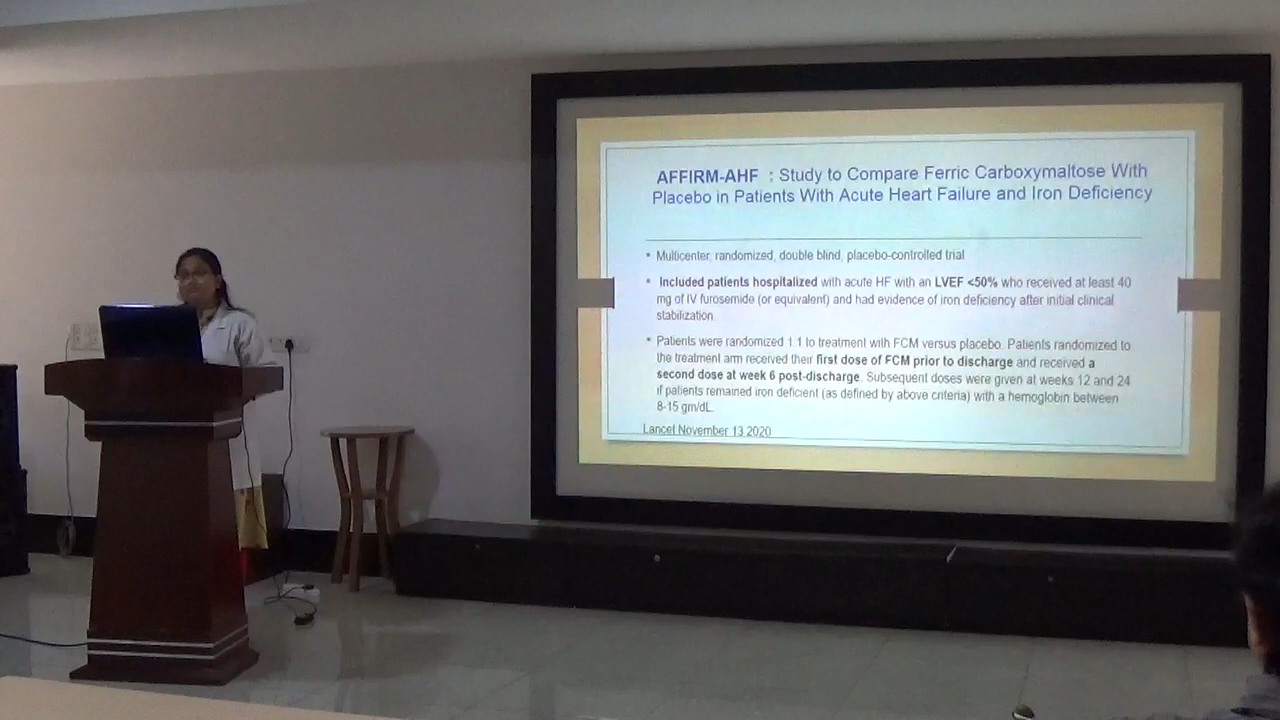 AFFIRM-AHF : Study to Compare Ferric Carboxymaltose With
Placebo in Patients With Acute Heart Failure and Iron Deficiency
• Multicenter, randomized, double blind, placebo-controlled trial
• Included patients hospitalized with acute HF with an LVEF <50% who received at least 40
mg of IV furosemide (or equivalent) and had evidence of iron deficiency after initial clinical
stabilization.
• Patients were randomized 1:1 to treatment with FCM versus placebo. Patients randomized to
the treatment arm received their first dose of FCM prior to discharge and received a
second dose at week 6 post-discharge. Subsequent doses were given at weeks 12 and 24
if patients remained iron deficient (as defined by above criteria) with a hemoglobin between
8-15 gm/dL.
Lancet November 13 2020